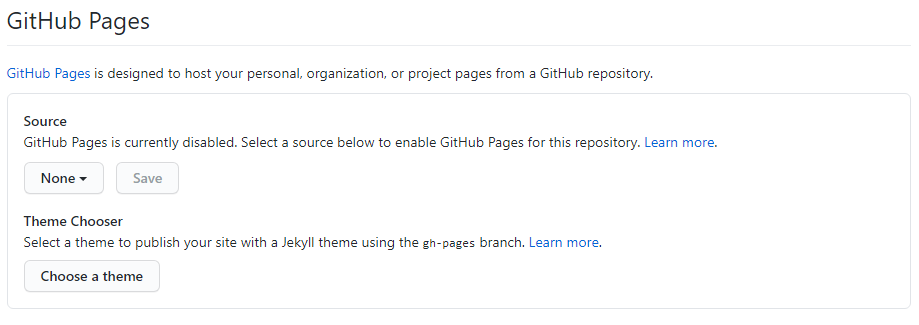 GitHub Pages
GitHub Pages is designed to host your personal, organization, or project pages from a GitHub repository.
Source
GitHub Pages is currently disabled. Select a source below to enable GitHub Pages for this repository. Learn more.
None Save
Theme Chooser
Select a theme to publish your site with a Jekyll theme using the gh-pages branch. Learn more.
Choose a theme